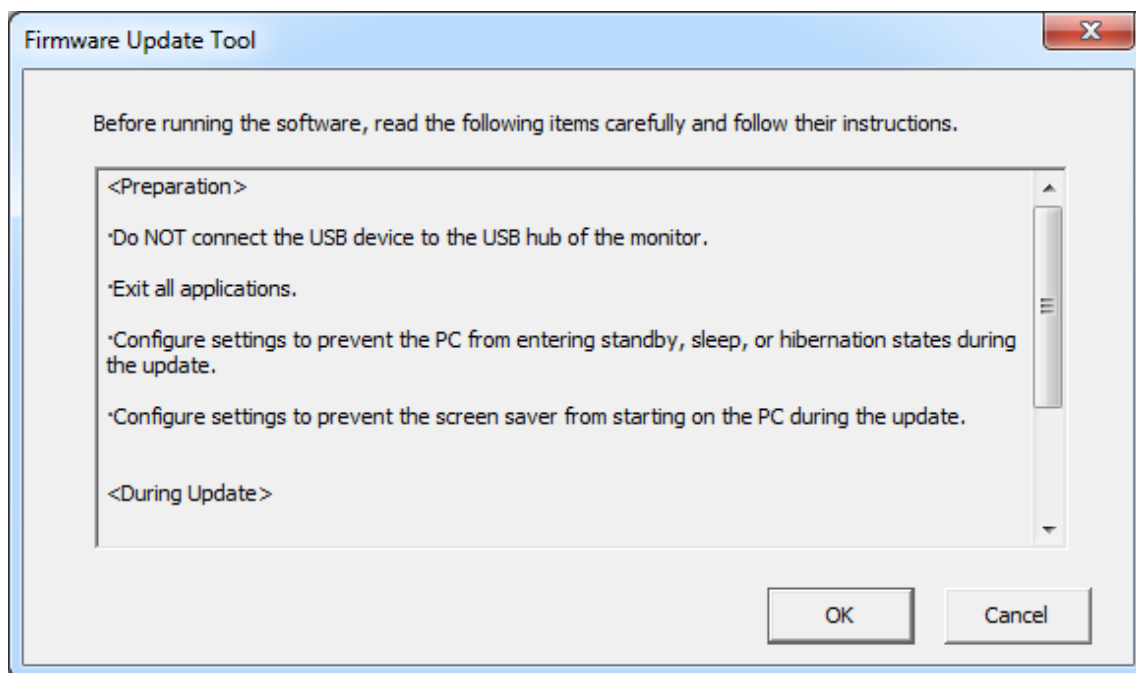 Firmware Update Tool
Before running the software, read the following items carefully and follow their instructions.
<Preparation>
·Do NOT connect the USB device to the USB hub of the monitor.
·Exit all applications.
·Configure settings to prevent the PC from entering standby, sleep, or hibernation states during
the update.
·Configure settings to prevent the screen saver from starting on the PC during the update.
<During Update>
OK Cancel